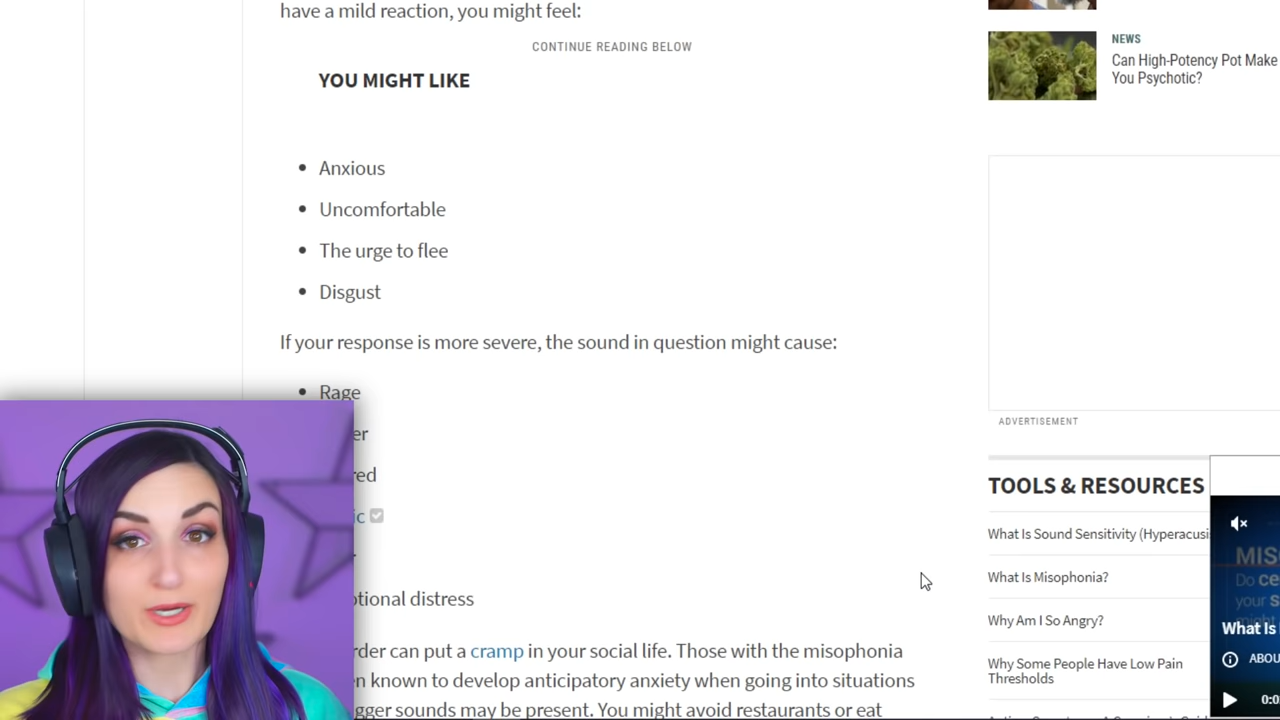 have a mild reaction, you might feel:
CONTINUE READING BELOW
YOU MIGHT LIKE
Anxious
Uncomfortable
The urge to flee
Disgust
If your response is more severe, the sound in question might cause:
Rage
er
red
ic
otional distress
rder can put a cramp in your social life. Those with the misophonia
n known to develop anticipatory anxiety when going into situations
gger sounds may be present. You might avoid restaurants or eat
NEWS
Can High-Potency Pot Make
You Psychotic?
ADVERTISEMENT
TOOLS & RESOURCES
What Is Sound Sensitivity (Hyperacusi
What Is Misophonia?
Why Am I So Angry?
Why Some People Have Low Pain
Thresholds
MIS
Do ce
your s
What Is
ABOU
0:0